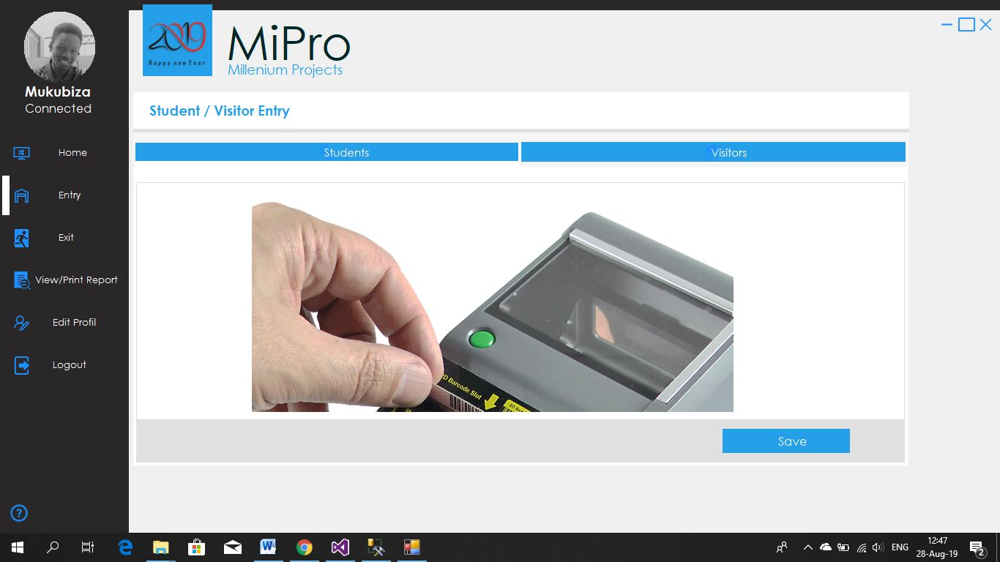 Mukubiza
Connected
Home
Entry
Exit
View/Print Report
Edit Profil
Logout
2019
Happy new Year
MiPro
Millenium Projects
Student / Visitor Entry
Students
Visitors
2D Barcode Slot
Save
ENG
12:47
28-Aug-19
2